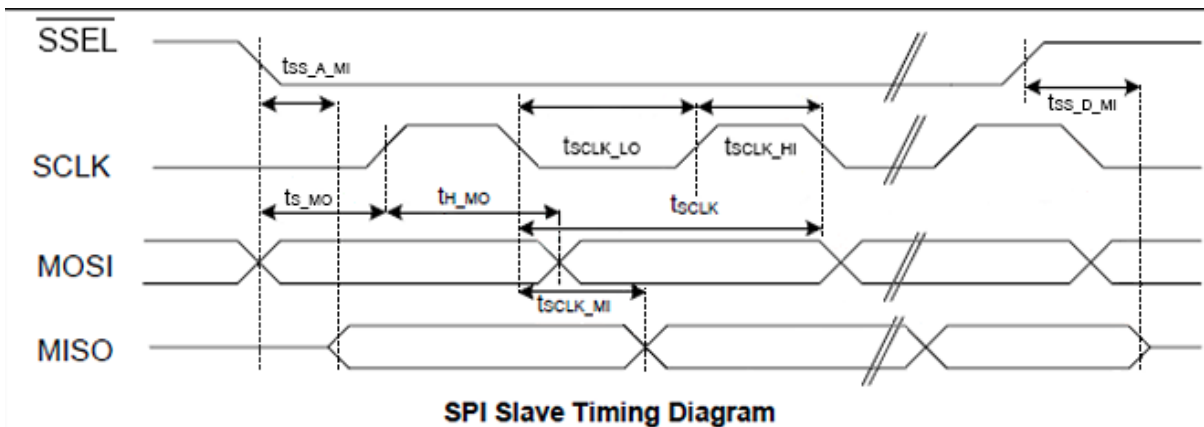 SSEL
tSS_A_MI
tSS_D_MI
SCLK
tSCLK_LO
tSCLK_HI
tS_MO
tH_MO
tSCLK
MOSI
tSCLK_MI
MISO
SPI Slave Timing Diagram